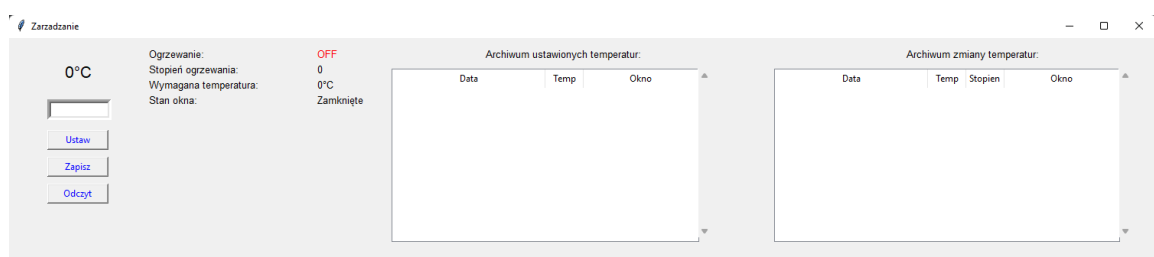 Zarzadzanie
0°C
Ustaw
Zapisz
Odczyt
Ogrzewanie: OFF
Stopień ogrzewania: 0
Wymagana temperatura: 0°C
Stan okna: Zamknięte
Archiwum ustawionych temperatur:
Data Temp Okno
Archiwum zmiany temperatur:
Data Temp Stopien Okno